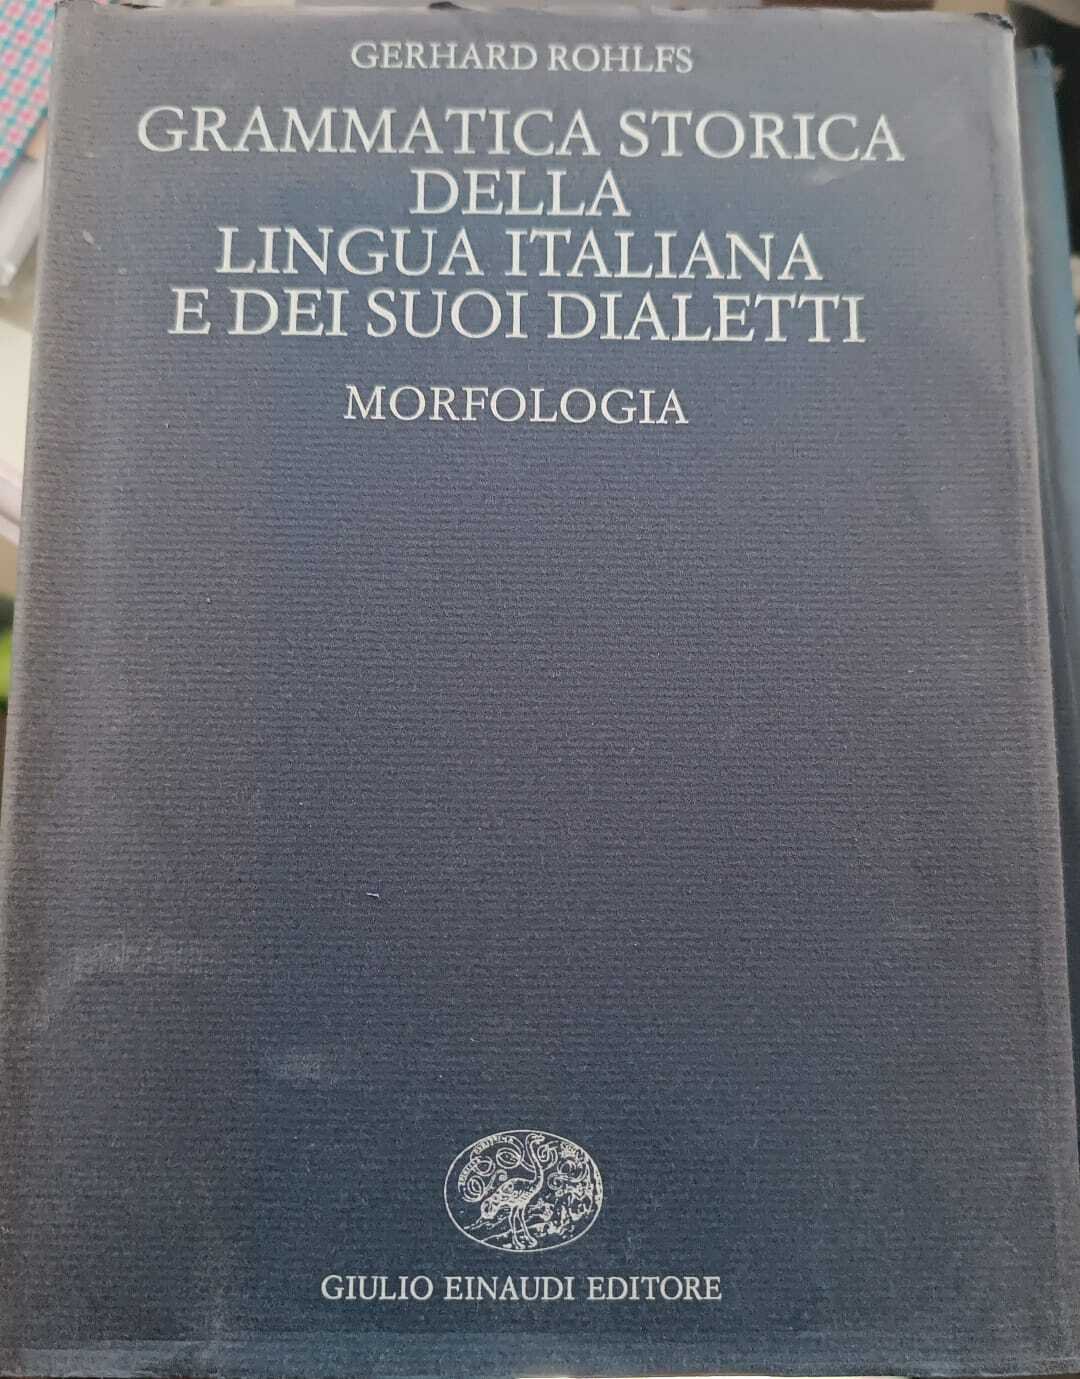 GERHARD ROHLFS
GRAMMATICA STORICA
DELLA
LINGUA ITALIANA
E DEI SUOI DIALETTI
MORFOLOGIA
GIULIO EINAUDI EDITORE